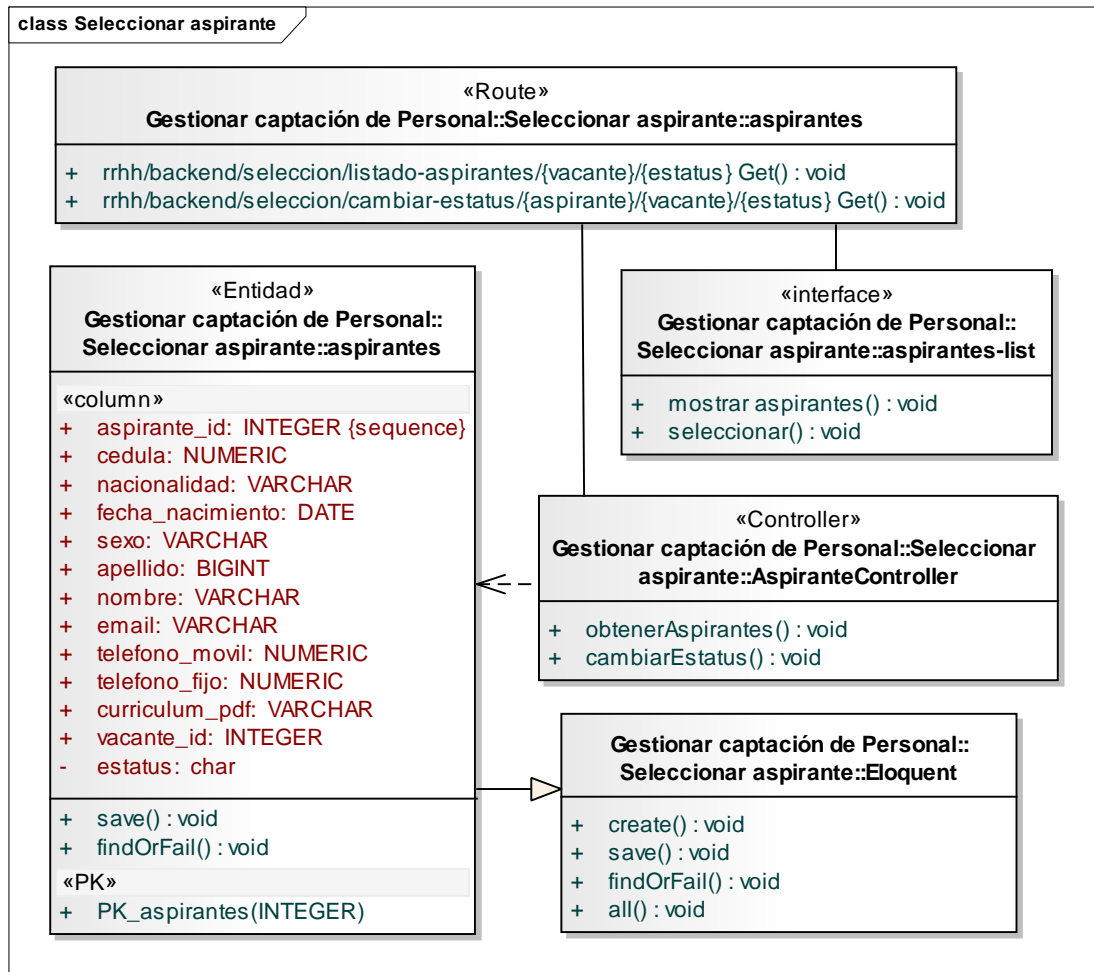 class Seleccionar aspirante
«Route»
Gestionar captación de Personal::Seleccionar aspirante::aspirantes
+ rrhh/backend/seleccion/listado-aspirantes/{vacante}/{estatus} Get() : void
+ rrhh/backend/seleccion/cambiar-estatus/{aspirante}/{vacante}/{estatus} Get() : void
«Entidad»
Gestionar captación de Personal::
Seleccionar aspirante::aspirantes
«column»
+ aspirante_id: INTEGER {sequence}
+ cedula: NUMERIC
+ nacionalidad: VARCHAR
+ fecha_nacimiento: DATE
+ sexo: VARCHAR
+ apellido: BIGINT
+ nombre: VARCHAR
+ email: VARCHAR
+ telefono_movil: NUMERIC
+ telefono_fijo: NUMERIC
+ curriculum_pdf: VARCHAR
+ vacante_id: INTEGER
- estatus: char
+ save() : void
+ findOrFail() : void
«PK»
+ PK_aspirantes(INTEGER)
«interface»
Gestionar captación de Personal::
Seleccionar aspirante::aspirantes-list
+ mostrar aspirantes() : void
+ seleccionar() : void
«Controller»
Gestionar captación de Personal::Seleccionar
aspirante::AspiranteController
+ obtenerAspirantes() : void
+ cambiarEstatus() : void
Gestionar captación de Personal::
Seleccionar aspirante::Eloquent
+ create() : void
+ save() : void
+ findOrFail() : void
+ all() : void